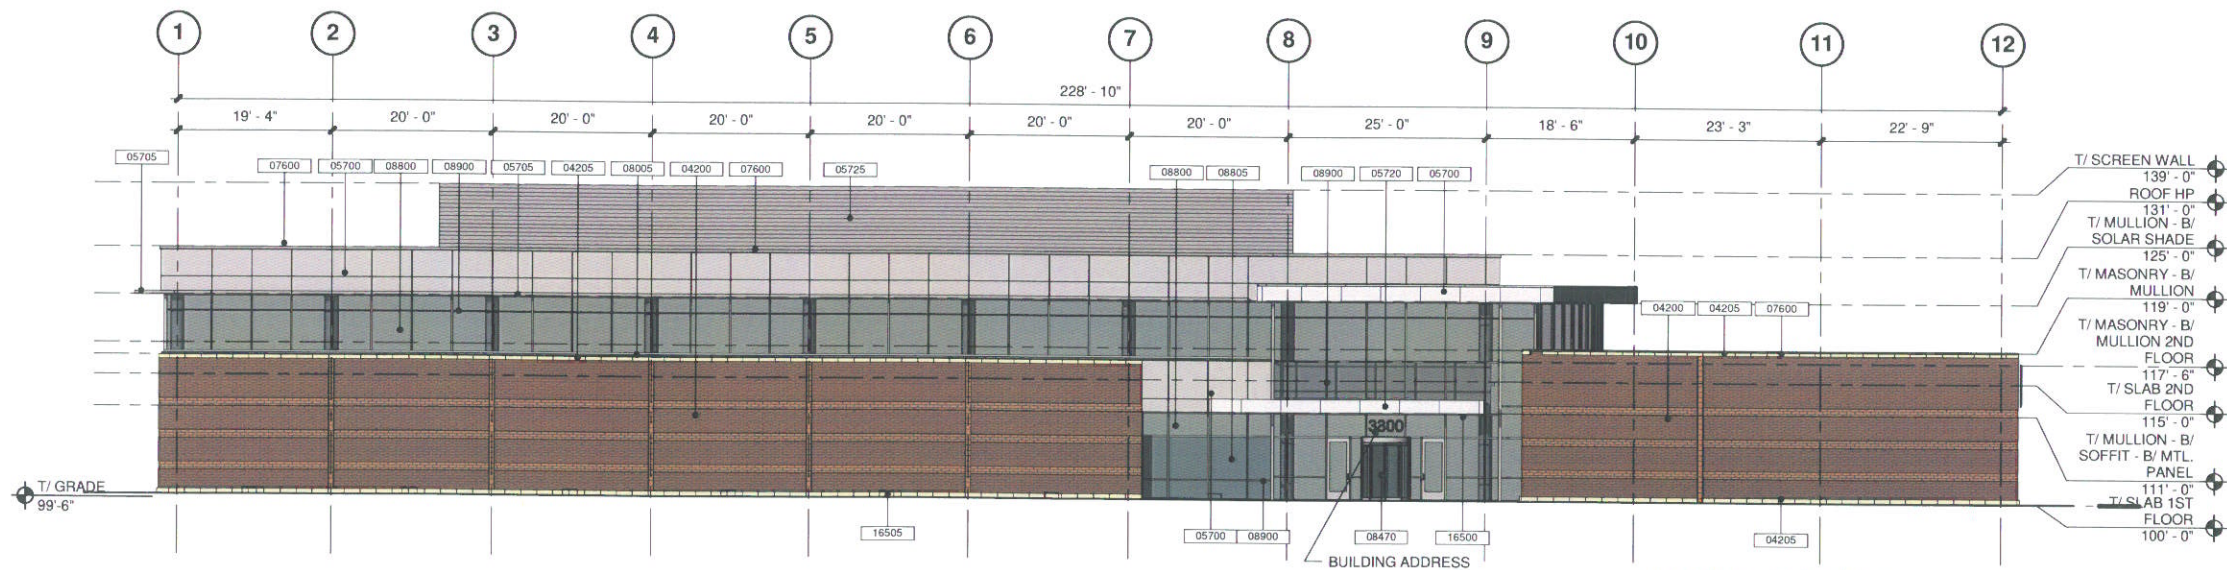 1 2 3 4 5 6 7 8 9 10 11 12
228' - 10"
19' - 4" 20' - 0" 20' - 0" 20' - 0" 20' - 0" 20' - 0" 20' - 0" 25' - 0" 18' - 6" 23' - 3" 22' - 9"
05705 07600 05700 08800 08900 05705 04205 08005 04200 07600 05725 08800 08805 08900 05720 05700
04200 04205 07600
T/ SCREEN WALL
139' - 0"
ROOF HP
131' - 0"
T/ MULLION - B/
SOLAR SHADE
125' - 0"
T/ MASONRY - B/
MULLION
119' - 0"
T/ MASONRY - B/
MULLION 2ND
FLOOR
117' - 6"
T/ SLAB 2ND
FLOOR
115' - 0"
T/ MULLION - B/
SOFFIT - B/ MTL.
PANEL
111' - 0"
T/ SLAB 1ST
FLOOR
100' - 0"
3800
T/ GRADE
99'-6"
16505 05700 08900 08470 16500 04205
BUILDING ADDRESS